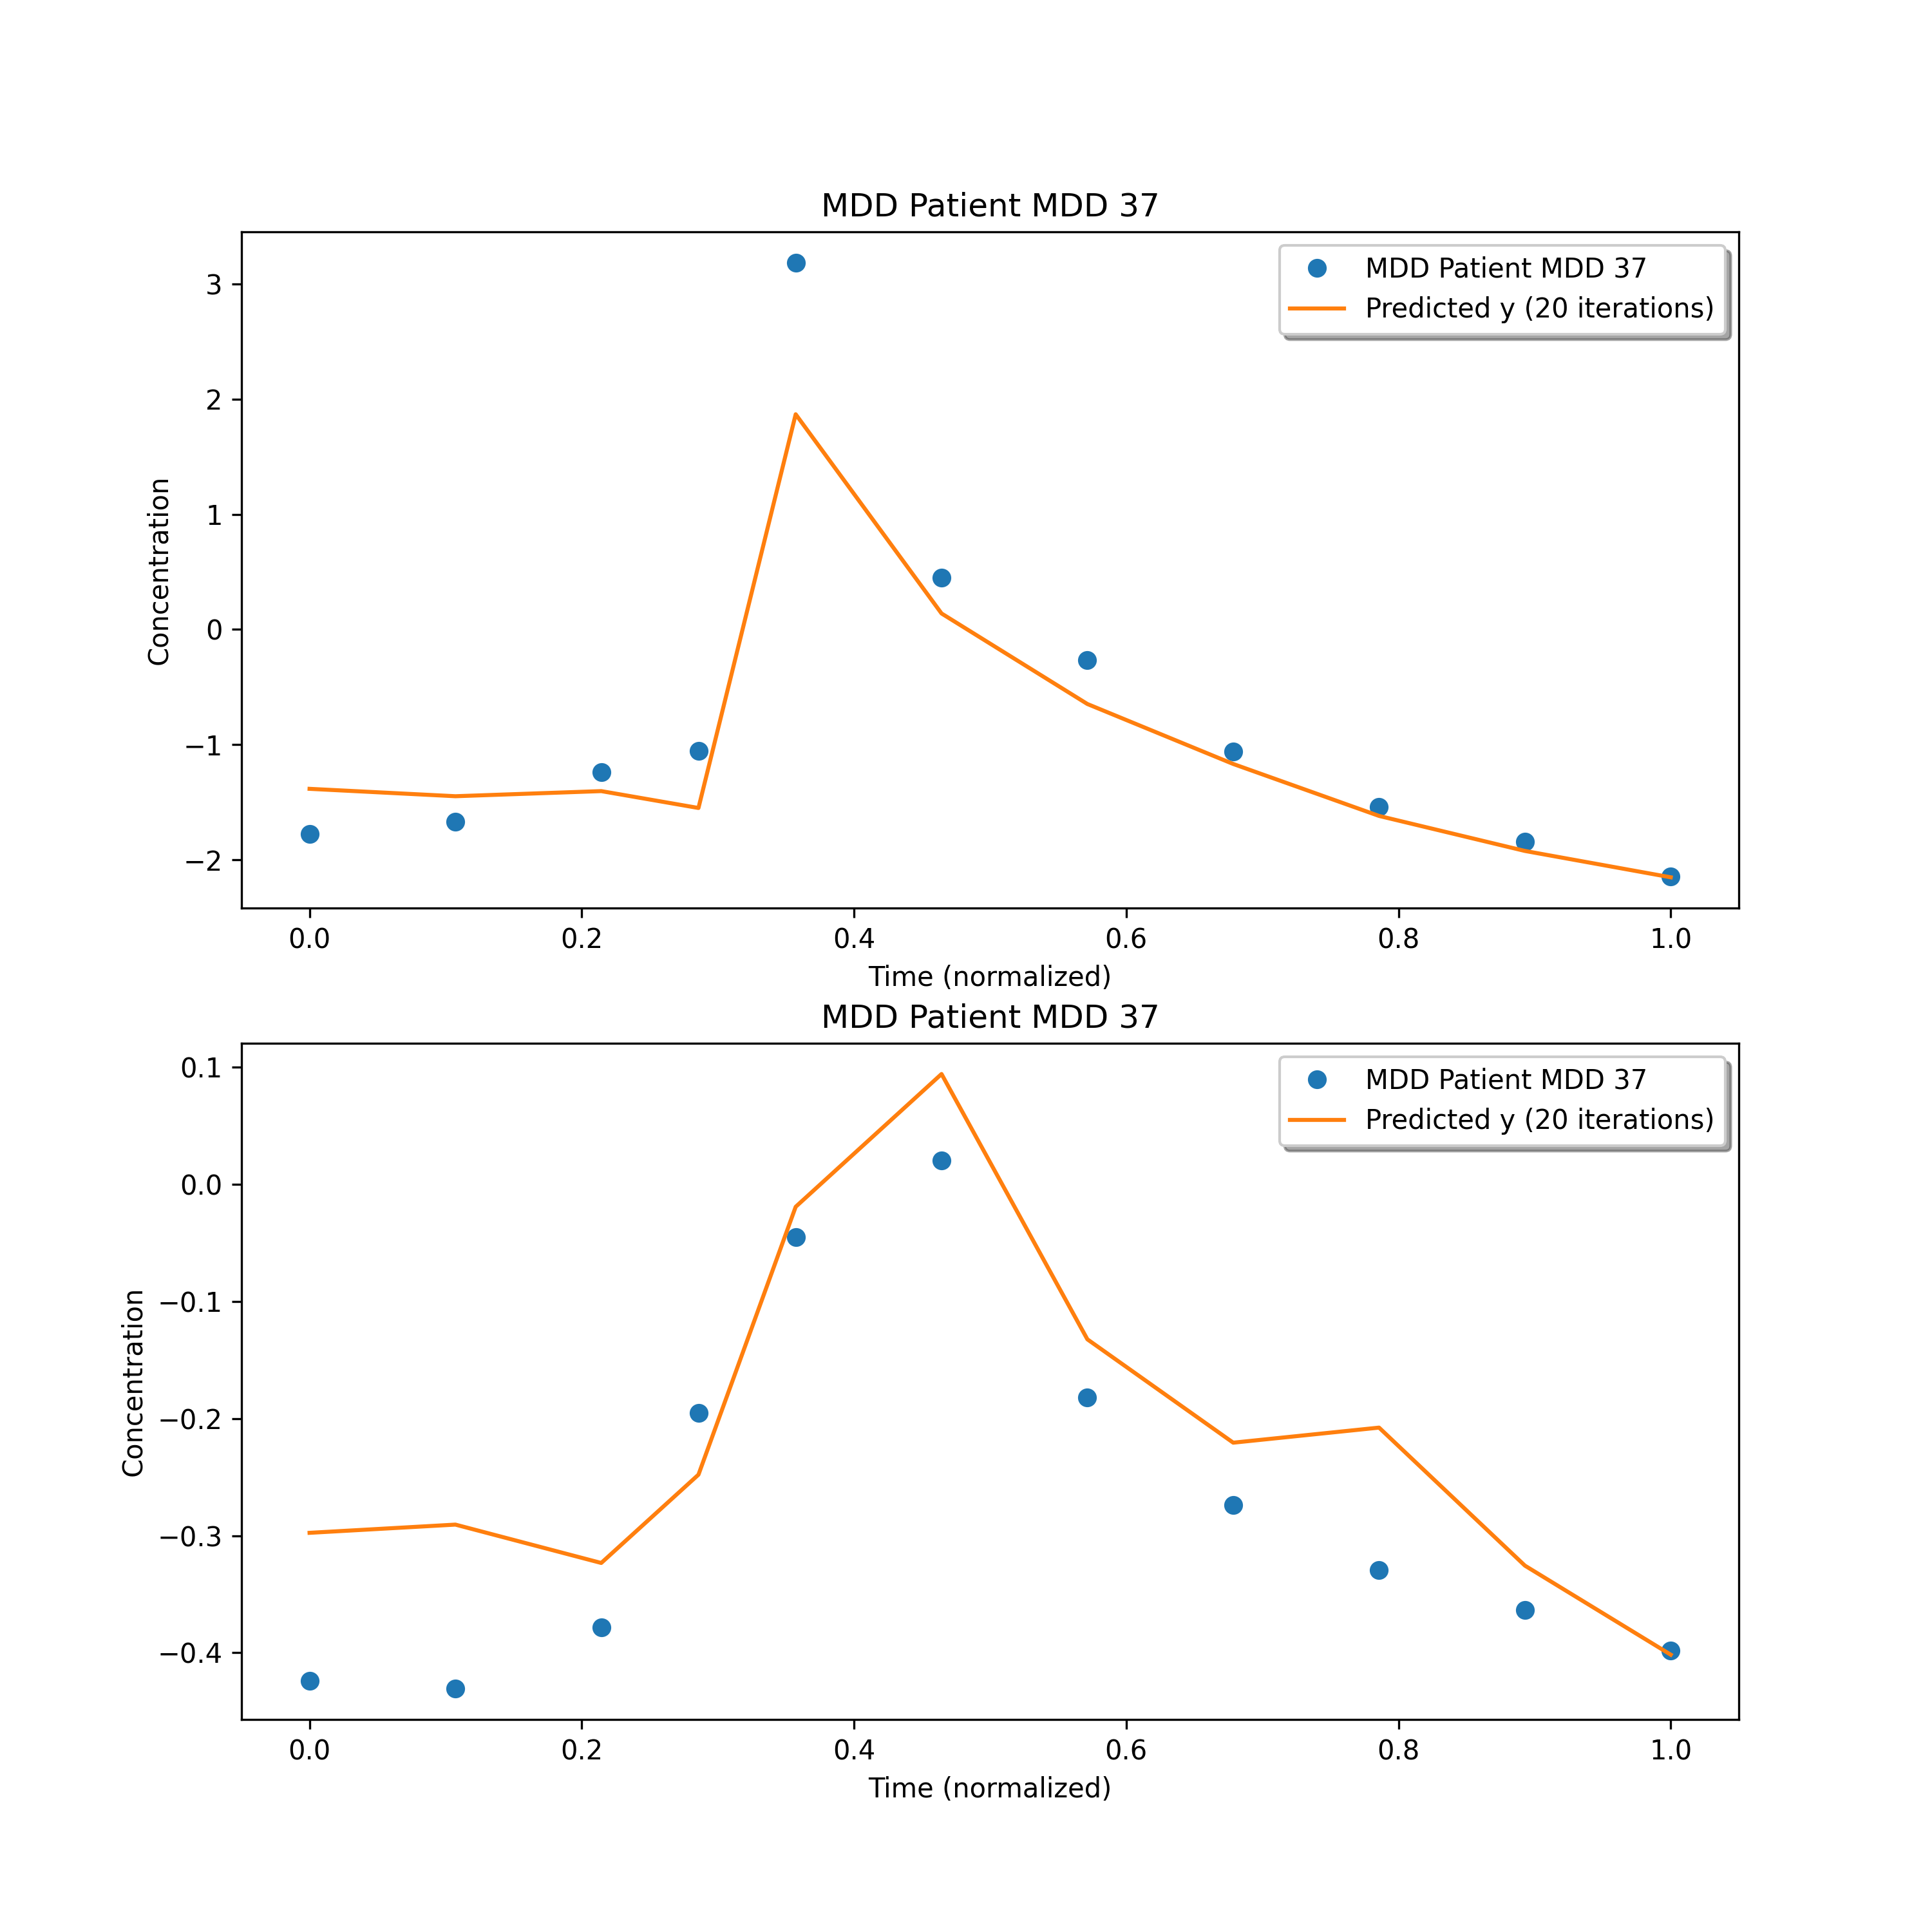 MDD Patient MDD 37
MDD Patient MDD 37
Predicted y (20 iterations)
3
2
1
0
−1
−2
Concentration
0.0 0.2 0.4 0.6 0.8 1.0
Time (normalized)
MDD Patient MDD 37
MDD Patient MDD 37
Predicted y (20 iterations)
0.1
0.0
−0.1
−0.2
−0.3
−0.4
Concentration
0.0 0.2 0.4 0.6 0.8 1.0
Time (normalized)